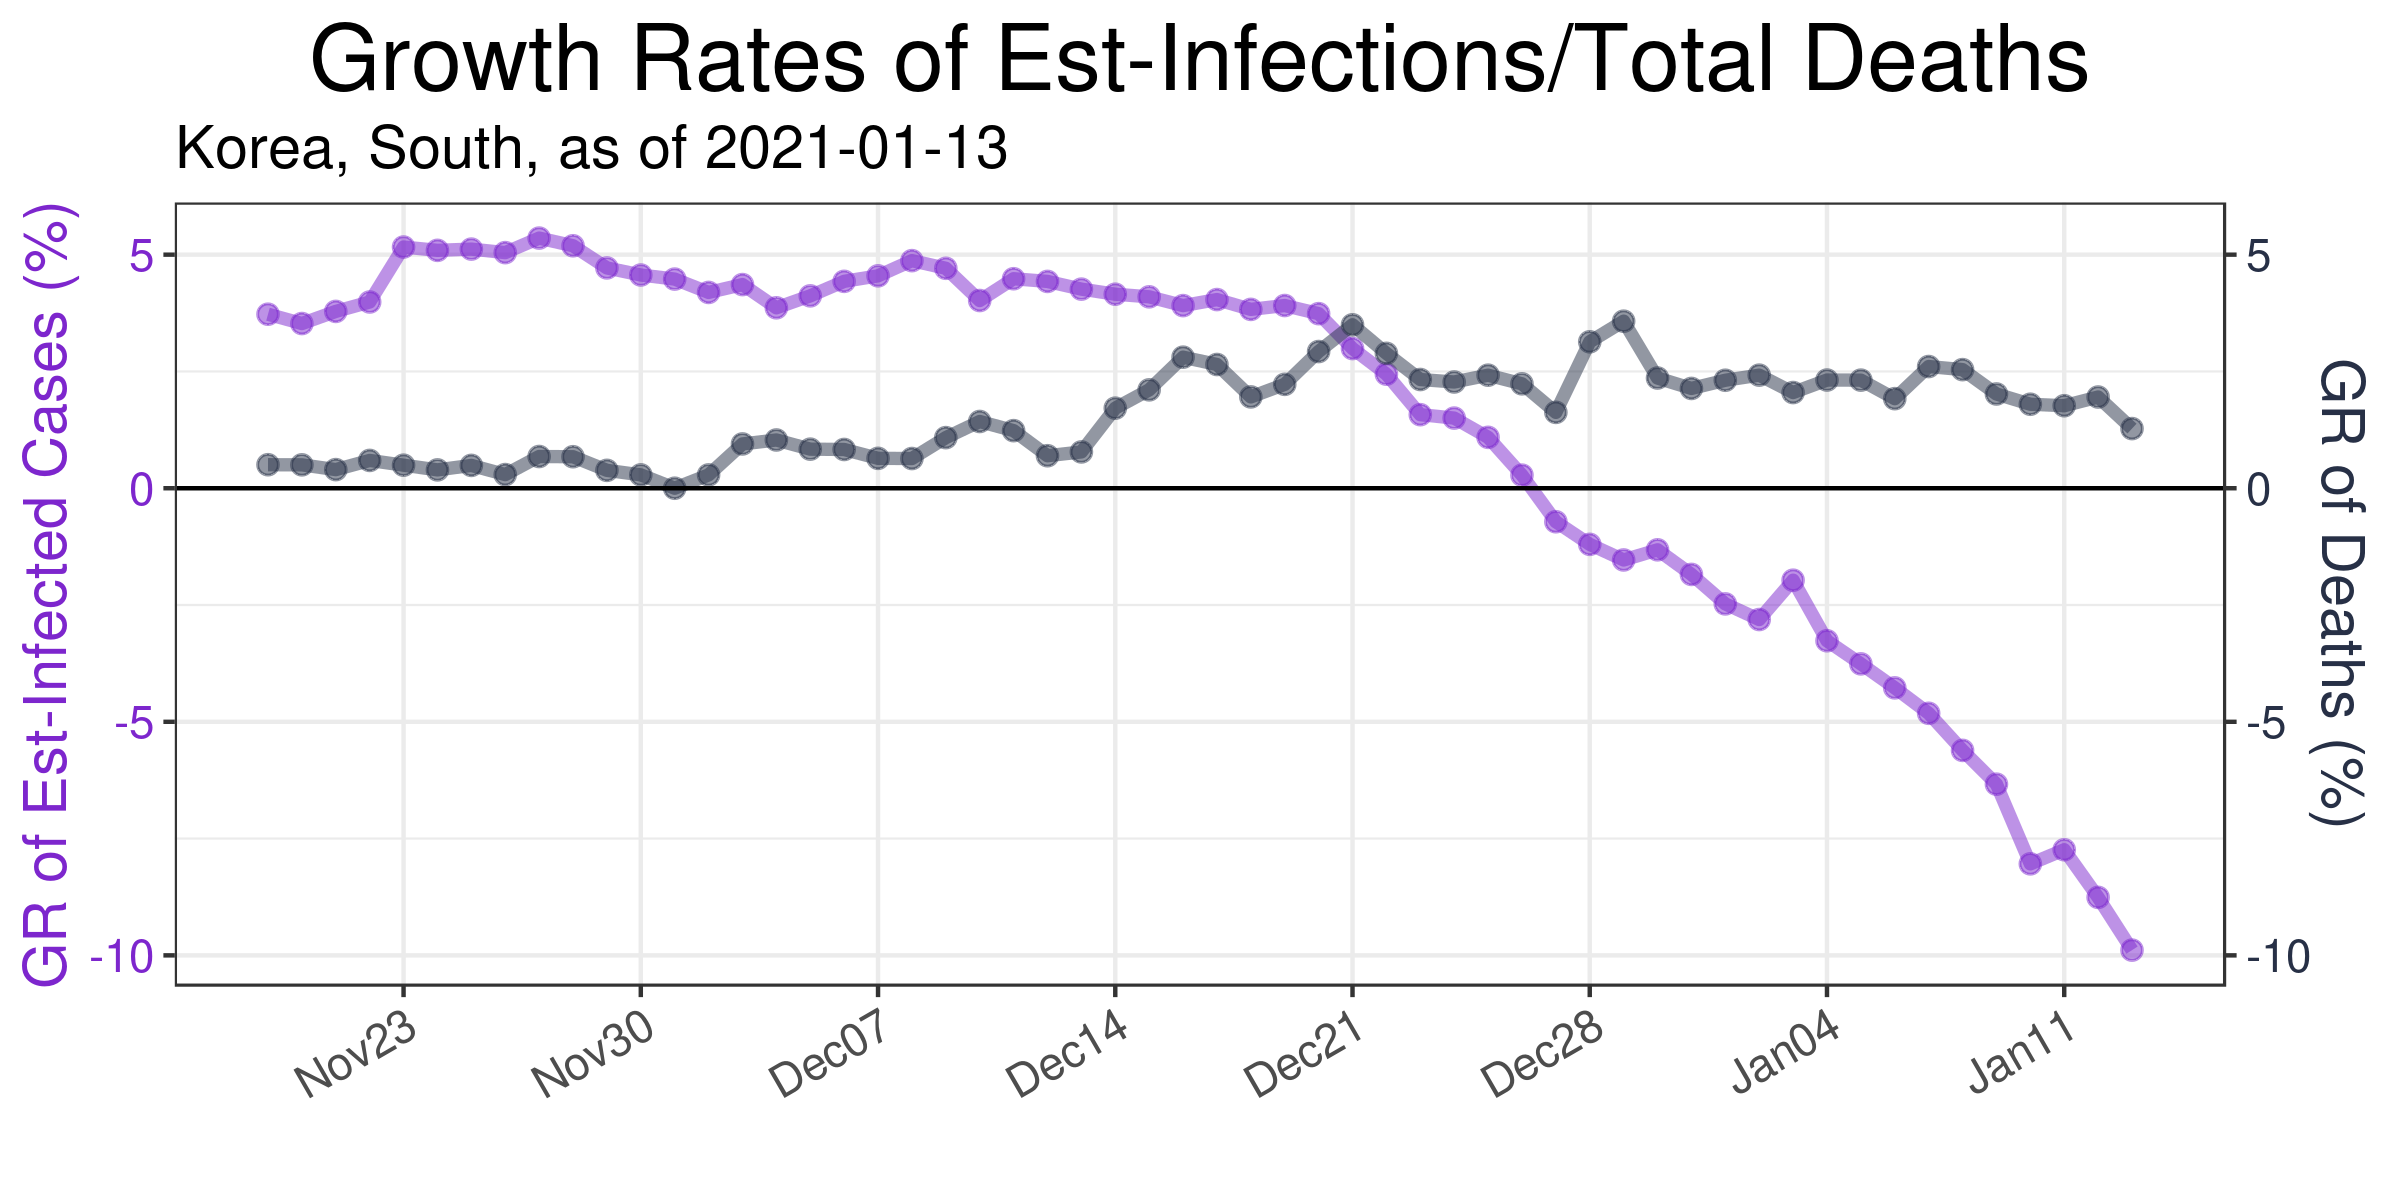 Growth Rates of Est-Infections/Total Deaths
Korea, South, as of 2021-01-13
GR of Est-Infected Cases (%)
5
0
-5
-10
5
0
-5
-10
GR of Deaths (%)
Nov23
Nov30
Dec07
Dec14
Dec21
Dec28
Jan04
Jan11